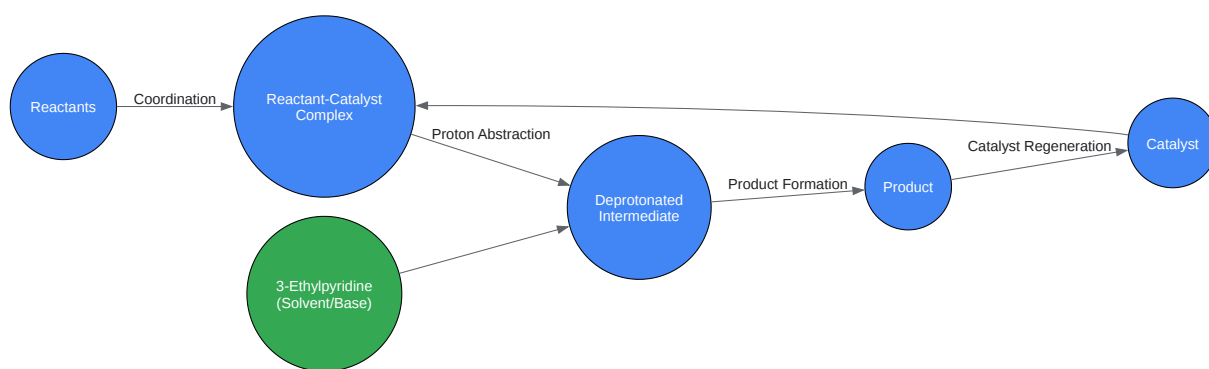 Reactants
Coordination
Reactant-Catalyst
Complex
Proton Abstraction
3-Ethylpyridine
(Solvent/Base)
Deprotonated
Intermediate
Product Formation
Product
Catalyst Regeneration
Catalyst